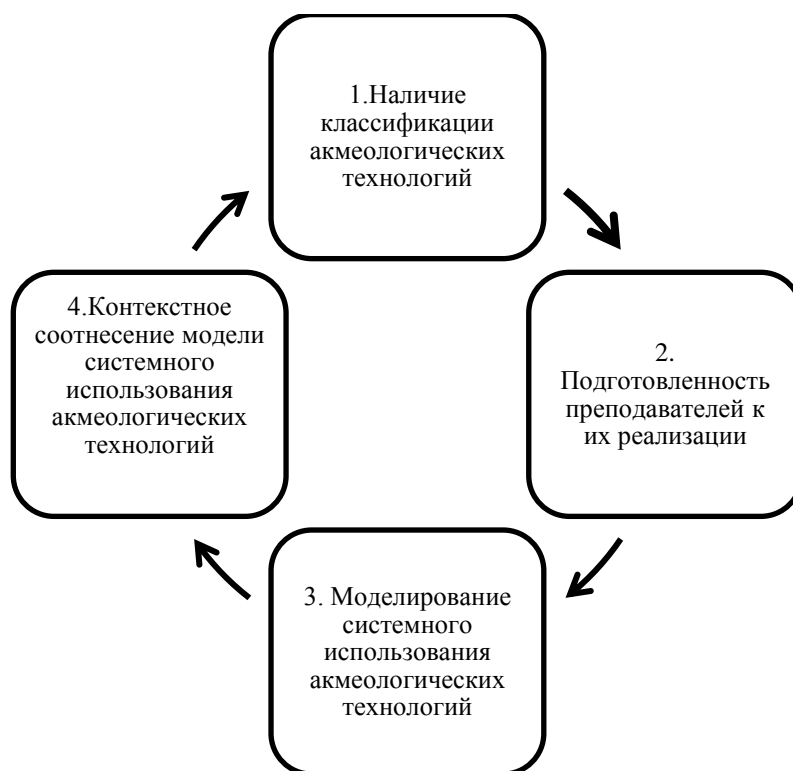 1.Наличие
классификации
акмеологических
технологий
2.
Подготовленность
преподавателей к
их реализации
3. Моделирование
системного
использования
акмеологических
технологий
4.Контекстное
соотнесение модели
системного
использования
акмеологических
технологий